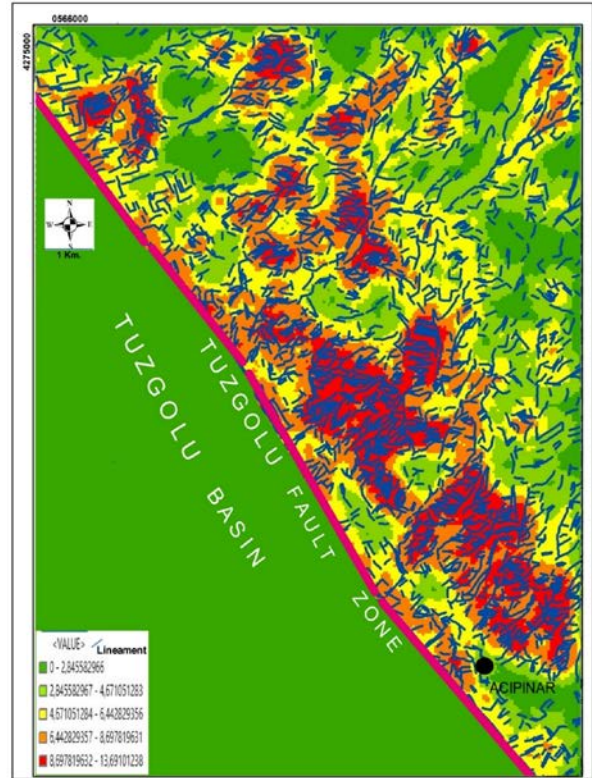 0566000
4275000
N
W E
S
1 Km.
TUZGOLU FAULT ZONE
TUZGOLU BASIN
ACIPINAR
<VALUE> Lineament
0 - 2,845582966
2,845582967 - 4,671051283
4,671051284 - 6,442829356
6,442829357 - 8,697819631
8,697819632 - 13,69101238